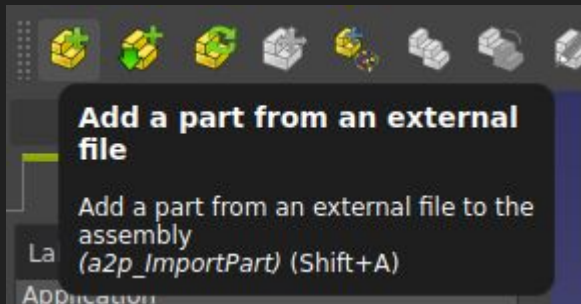 Add a part from an external
file
Add a part from an external file to the
assembly
(a2p_ImportPart) (Shift+A)
La
Application